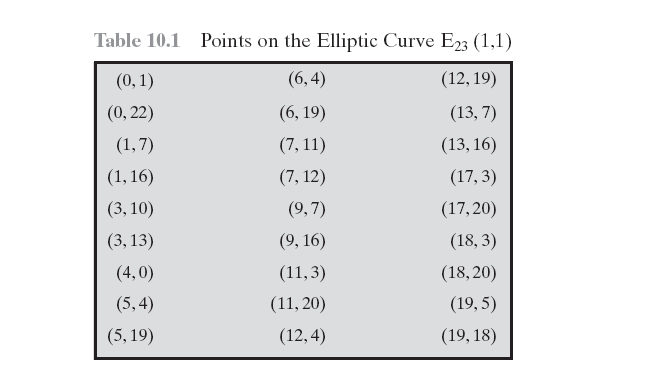 Table 10.1 Points on the Elliptic Curve E23 (1,1)
(0, 1) (6, 4) (12, 19)
(0, 22) (6, 19) (13, 7)
(1, 7) (7, 11) (13, 16)
(1, 16) (7, 12) (17, 3)
(3, 10) (9, 7) (17, 20)
(3, 13) (9, 16) (18, 3)
(4, 0) (11, 3) (18, 20)
(5, 4) (11, 20) (19, 5)
(5, 19) (12, 4) (19, 18)